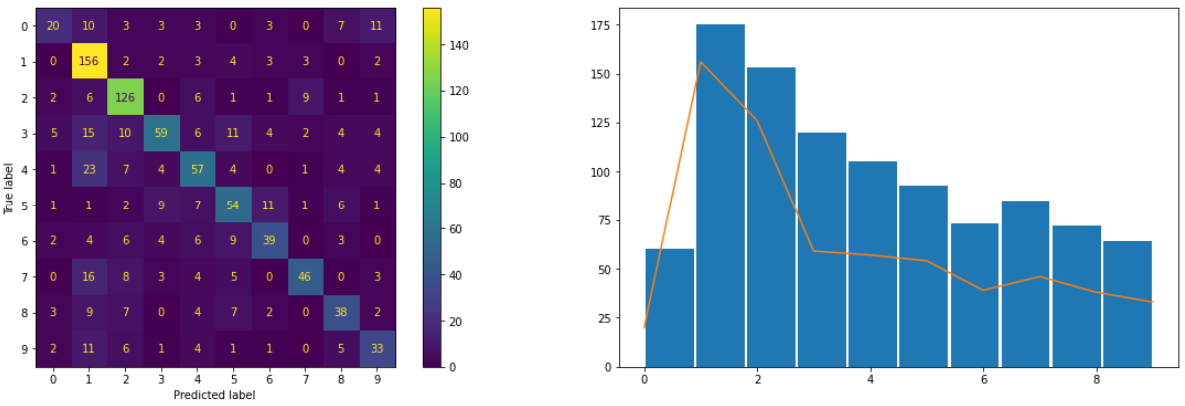 0 20 10 3 3 3 0 3 0 7 11
1 0 156 2 2 3 4 3 3 0 2
2 2 6 126 0 6 1 1 9 1 1
3 5 15 10 59 6 11 4 2 4 4
4 1 23 7 4 57 4 0 1 4 4
5 1 1 2 9 7 54 11 1 6 1
6 2 4 6 4 6 9 39 0 3 0
7 0 16 8 3 4 5 0 46 0 3
8 3 9 7 0 4 7 2 0 38 2
9 2 11 6 1 4 1 1 0 5 33
0 1 2 3 4 5 6 7 8 9
True label
Predicted label
140
120
100
80
60
40
20
0
175
150
125
100
75
50
25
0
0 2 4 6 8